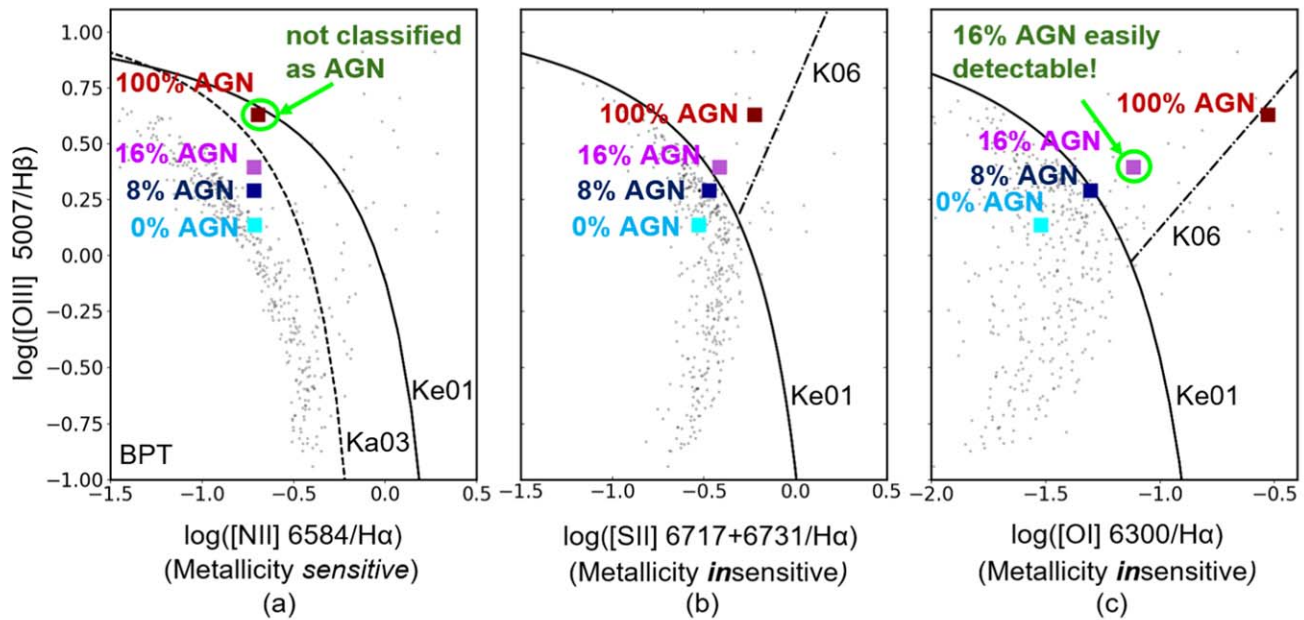 log([OIII] 5007/Hβ)
1.00
0.75
0.50
0.25
0.00
−0.25
−0.50
−0.75
−1.00
not classified
as AGN
100% AGN
16% AGN
8% AGN
0% AGN
Ke01
Ka03
BPT
−1.5
−1.0
−0.5
0.0
0.5
log([NII] 6584/Hα)
(Metallicity sensitive)
(a)
K06
100% AGN
16% AGN
8% AGN
0% AGN
Ke01
−1.5
−1.0
−0.5
0.0
0.5
log([SII] 6717+6731/Hα)
(Metallicity insensitive)
(b)
16% AGN easily
detectable!
100% AGN
16% AGN
8% AGN
0% AGN
K06
Ke01
−2.0
−1.5
−1.0
−0.5
log([OI] 6300/Hα)
(Metallicity insensitive)
(c)